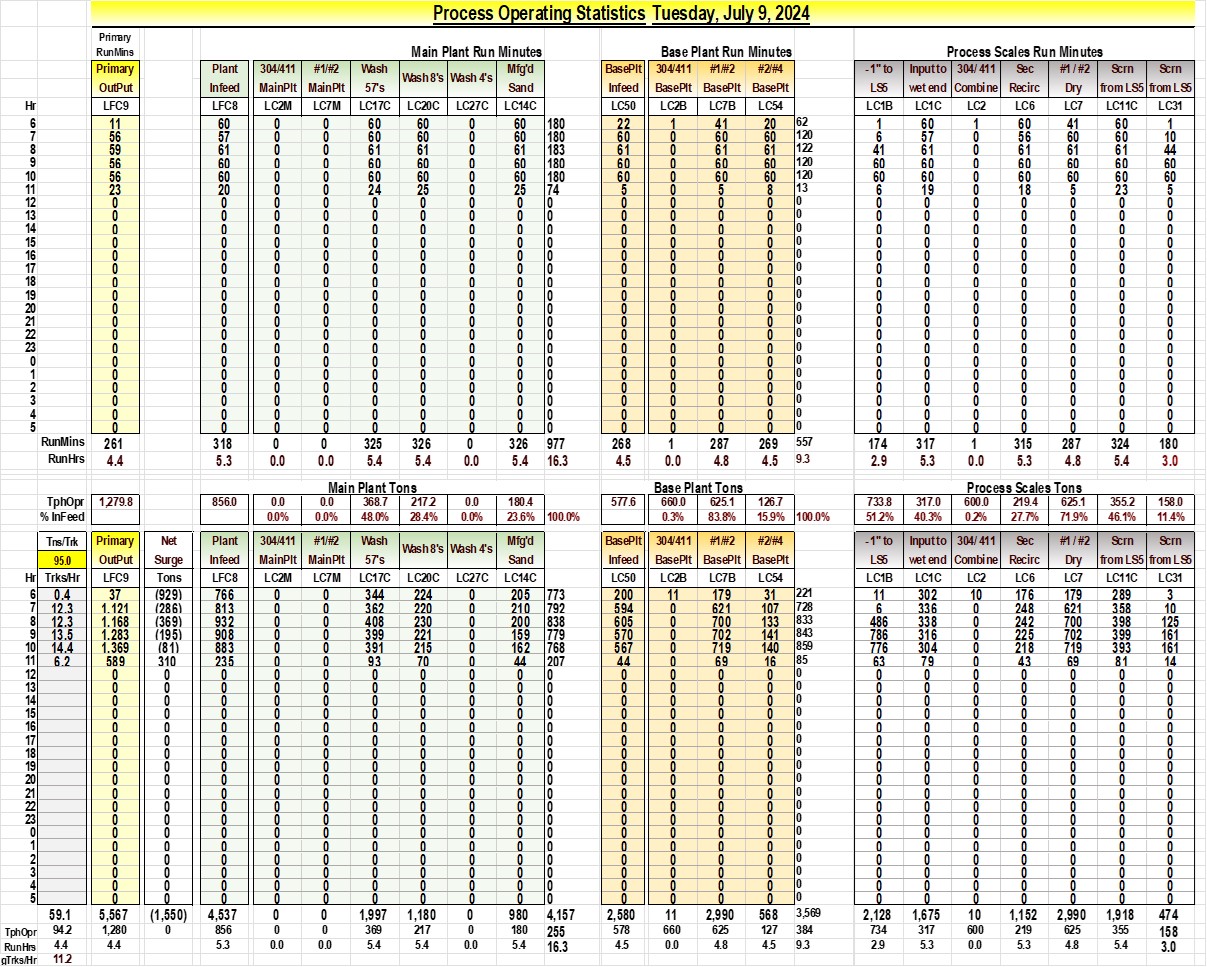 Process Operating Statistics Tuesday, July 9, 2024
Primary
RunMins Main Plant Run Minutes Base Plant Run Minutes Process Scales Run Minutes
Primary Plant 304/411 #1/#2 Wash Wash 8's Wash 4's Mfg'd BasePlt 304/411 #1/#2 #2/#4 -1" to Input to 304/ 411 Sec #1 / #2 Scrn Scrn
OutPut Infeed MainPlt MainPlt 57's Sand Infeed BasePlt BasePlt BasePlt LS5 wet end Combine Recirc Dry from LS5 from LS5
Hr LFC9 LFC8 LC2M LC7M LC17C LC20C LC27C LC14C LC50 LC2B LC7B LC54 LC1B LC1C LC2 LC6 LC7 LC11C LC31
6 11 60 0 0 60 60 0 60 180 22 1 41 20 62 1 60 1 60 41 60 1
7 56 57 0 0 60 60 0 60 180 60 0 60 60 120 6 57 0 56 60 60 10
8 59 61 0 0 61 61 0 61 183 61 0 61 61 122 41 61 0 61 61 61 44
9 56 60 0 0 60 60 0 60 180 60 0 60 60 120 60 60 0 60 60 60 60
10 56 60 0 0 60 60 0 60 180 60 0 60 60 120 60 60 0 60 60 60 60
11 23 20 0 0 24 25 0 25 74 5 0 5 8 13 6 19 0 18 5 23 5
12 0 0 0 0 0 0 0 0 0 0 0 0 0 0 0 0 0 0 0 0
13 0 0 0 0 0 0 0 0 0 0 0 0 0 0 0 0 0 0 0 0
14 0 0 0 0 0 0 0 0 0 0 0 0 0 0 0 0 0 0 0 0
15 0 0 0 0 0 0 0 0 0 0 0 0 0 0 0 0 0 0 0 0
16 0 0 0 0 0 0 0 0 0 0 0 0 0 0 0 0 0 0 0 0
17 0 0 0 0 0 0 0 0 0 0 0 0 0 0 0 0 0 0 0 0
18 0 0 0 0 0 0 0 0 0 0 0 0 0 0 0 0 0 0 0 0
19 0 0 0 0 0 0 0 0 0 0 0 0 0 0 0 0 0 0 0 0
20 0 0 0 0 0 0 0 0 0 0 0 0 0 0 0 0 0 0 0 0
21 0 0 0 0 0 0 0 0 0 0 0 0 0 0 0 0 0 0 0 0
22 0 0 0 0 0 0 0 0 0 0 0 0 0 0 0 0 0 0 0 0
23 0 0 0 0 0 0 0 0 0 0 0 0 0 0 0 0 0 0 0 0
0 0 0 0 0 0 0 0 0 0 0 0 0 0 0 0 0 0 0 0 0
1 0 0 0 0 0 0 0 0 0 0 0 0 0 0 0 0 0 0 0 0
2 0 0 0 0 0 0 0 0 0 0 0 0 0 0 0 0 0 0 0 0
3 0 0 0 0 0 0 0 0 0 0 0 0 0 0 0 0 0 0 0 0
4 0 0 0 0 0 0 0 0 0 0 0 0 0 0 0 0 0 0 0 0
5 0 0 0 0 0 0 0 0 0 0 0 0 0 0 0 0 0 0 0 0
RunMins 261 318 0 0 325 326 0 326 977 268 1 287 269 557 174 317 1 315 287 324 180
RunHrs 4.4 5.3 0.0 0.0 5.4 5.4 0.0 5.4 16.3 4.5 0.0 4.8 4.5 9.3 2.9 5.3 0.0 5.3 4.8 5.4 3.0
Main Plant Tons Base Plant Tons Process Scales Tons
TphOpr 1,279.8 856.0 0.0 0.0 368.7 217.2 0.0 180.4 577.6 660.0 625.1 126.7 733.8 317.0 600.0 219.4 625.1 355.2 158.0
% InFeed 0.0% 0.0% 48.0% 28.4% 0.0% 23.6% 100.0% 0.3% 83.8% 15.9% 100.0% 51.2% 40.3% 0.2% 27.7% 71.9% 46.1% 11.4%
Tns/Trk Primary Net Plant 304/411 #1/#2 Wash Wash 8's Wash 4's Mfg'd BasePlt 304/411 #1/#2 #2/#4 -1" to Input to 304/ 411 Sec #1 / #2 Scrn Scrn
95.0 OutPut Surge Infeed MainPlt MainPlt 57's Sand Infeed BasePlt BasePlt BasePlt LS5 wet end Combine Recirc Dry from LS5 from LS5
Hr Trks/Hr LFC9 Tons LFC8 LC2M LC7M LC17C LC20C LC27C LC14C LC50 LC2B LC7B LC54 LC1B LC1C LC2 LC6 LC7 LC11C LC31
6 0.4 37 (929) 766 0 0 344 224 0 205 773 200 11 179 31 221 11 302 10 176 179 289 3
7 12.3 1,121 (286) 813 0 0 362 220 0 210 792 594 0 621 107 728 6 336 0 248 621 358 10
8 12.3 1,168 (369) 932 0 0 408 230 0 200 838 605 0 700 133 833 486 338 0 242 700 398 125
9 13.5 1,283 (195) 908 0 0 399 221 0 159 779 570 0 702 141 843 786 316 0 225 702 399 161
10 14.4 1,369 (81) 883 0 0 391 215 0 162 768 567 0 719 140 859 776 304 0 218 719 393 161
11 6.2 589 310 235 0 0 93 70 0 44 207 44 0 69 16 85 63 79 0 43 69 81 14
12 0 0 0 0 0 0 0 0 0 0 0 0 0 0 0 0 0 0 0 0 0
13 0 0 0 0 0 0 0 0 0 0 0 0 0 0 0 0 0 0 0 0 0
14 0 0 0 0 0 0 0 0 0 0 0 0 0 0 0 0 0 0 0 0 0
15 0 0 0 0 0 0 0 0 0 0 0 0 0 0 0 0 0 0 0 0 0
16 0 0 0 0 0 0 0 0 0 0 0 0 0 0 0 0 0 0 0 0 0
17 0 0 0 0 0 0 0 0 0 0 0 0 0 0 0 0 0 0 0 0 0
18 0 0 0 0 0 0 0 0 0 0 0 0 0 0 0 0 0 0 0 0 0
19 0 0 0 0 0 0 0 0 0 0 0 0 0 0 0 0 0 0 0 0 0
20 0 0 0 0 0 0 0 0 0 0 0 0 0 0 0 0 0 0 0 0 0
21 0 0 0 0 0 0 0 0 0 0 0 0 0 0 0 0 0 0 0 0 0
22 0 0 0 0 0 0 0 0 0 0 0 0 0 0 0 0 0 0 0 0 0
23 0 0 0 0 0 0 0 0 0 0 0 0 0 0 0 0 0 0 0 0 0
0 0 0 0 0 0 0 0 0 0 0 0 0 0 0 0 0 0 0 0 0 0
1 0 0 0 0 0 0 0 0 0 0 0 0 0 0 0 0 0 0 0 0 0
2 0 0 0 0 0 0 0 0 0 0 0 0 0 0 0 0 0 0 0 0 0
3 0 0 0 0 0 0 0 0 0 0 0 0 0 0 0 0 0 0 0 0 0
4 0 0 0 0 0 0 0 0 0 0 0 0 0 0 0 0 0 0 0 0 0
5 0 0 0 0 0 0 0 0 0 0 0 0 0 0 0 0 0 0 0 0 0
59.1 5,567 (1,550) 4,537 0 0 1,997 1,180 0 980 4,157 2,580 11 2,990 568 3,569 2,128 1,675 10 1,152 2,990 1,918 474
TphOpr 94.2 1,280 0 856 0 0 369 217 0 180 255 578 660 625 127 384 734 317 600 219 625 355 158
RunHrs 4.4 4.4 5.3 0.0 0.0 5.4 5.4 0.0 5.4 16.3 4.5 0.0 4.8 4.5 9.3 2.9 5.3 0.0 5.3 4.8 5.4 3.0
gTrks/Hr 11.2